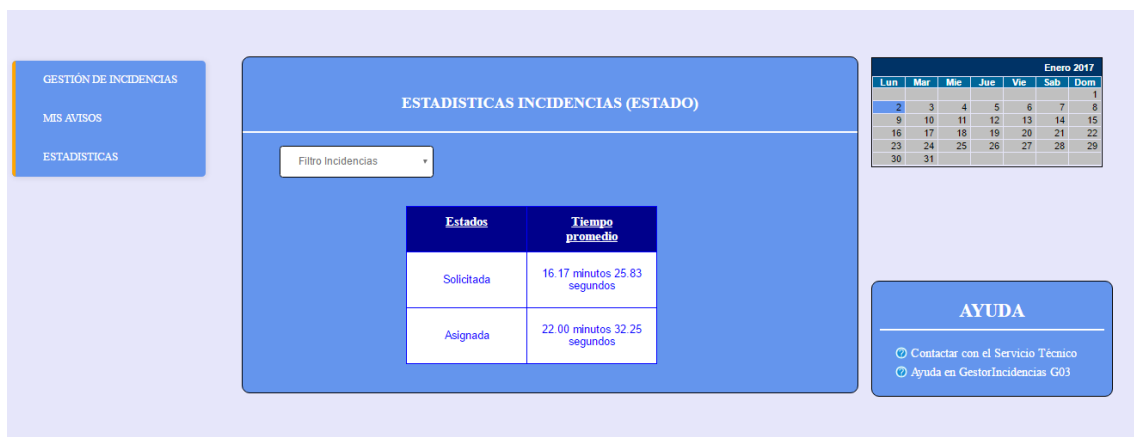 GESTIÓN DE INCIDENCIAS
MIS AVISOS
ESTADISTICAS
ESTADISTICAS INCIDENCIAS (ESTADO)
Filtro Incidencias
Estados Tiempo
promedio
Solicitada 16.17 minutos 25.83
segundos
Asignada 22.00 minutos 32.25
segundos
Enero 2017
Lun Mar Mie Jue Vie Sab Dom
1
2 3 4 5 6 7 8
9 10 11 12 13 14 15
16 17 18 19 20 21 22
23 24 25 26 27 28 29
30 31
AYUDA
Contactar con el Servicio Técnico
Ayuda en GestorIncidencias G03